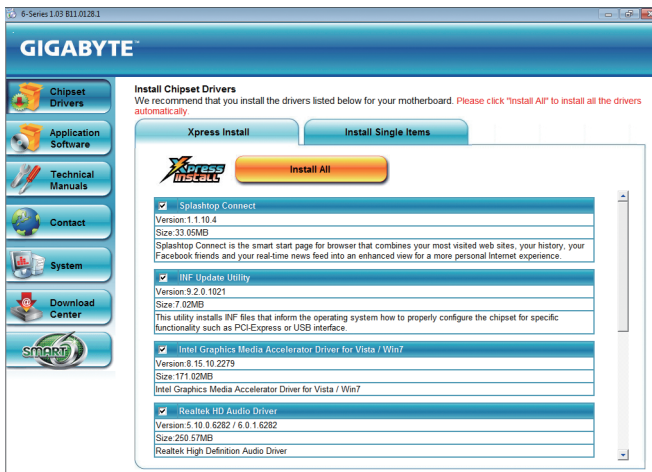 6-Series 1.03 B11.0128.1
GIGABYTE™
Chipset
Drivers
Application
Software
Technical
Manuals
Contact
System
Download
Center
SMART6
Install Chipset Drivers
We recommend that you install the drivers listed below for your motherboard. Please click "Install All" to install all the drivers
automatically.
Xpress Install
Install Single Items
Xpress
INSTALL
Install All
Splashtop Connect
Version:1.1.10.4
Size:33.05MB
Splashtop Connect is the smart start page for browser that combines your most visited web sites, your history, your
Facebook friends and your real-time news feed into an enhanced view for a more personal Internet experience.
INF Update Utility
Version:9.2.0.1021
Size:7.02MB
This utility installs INF files that inform the operating system how to properly configure the chipset for specific
functionality such as PCI-Express or USB interface.
Intel Graphics Media Accelerator Driver for Vista / Win7
Version:8.15.10.2279
Size:171.02MB
Intel Graphics Media Accelerator Driver for Vista / Win7
Realtek HD Audio Driver
Version:5.10.0.6282 / 6.0.1.6282
Size:250.57MB
Realtek High Definition Audio Driver